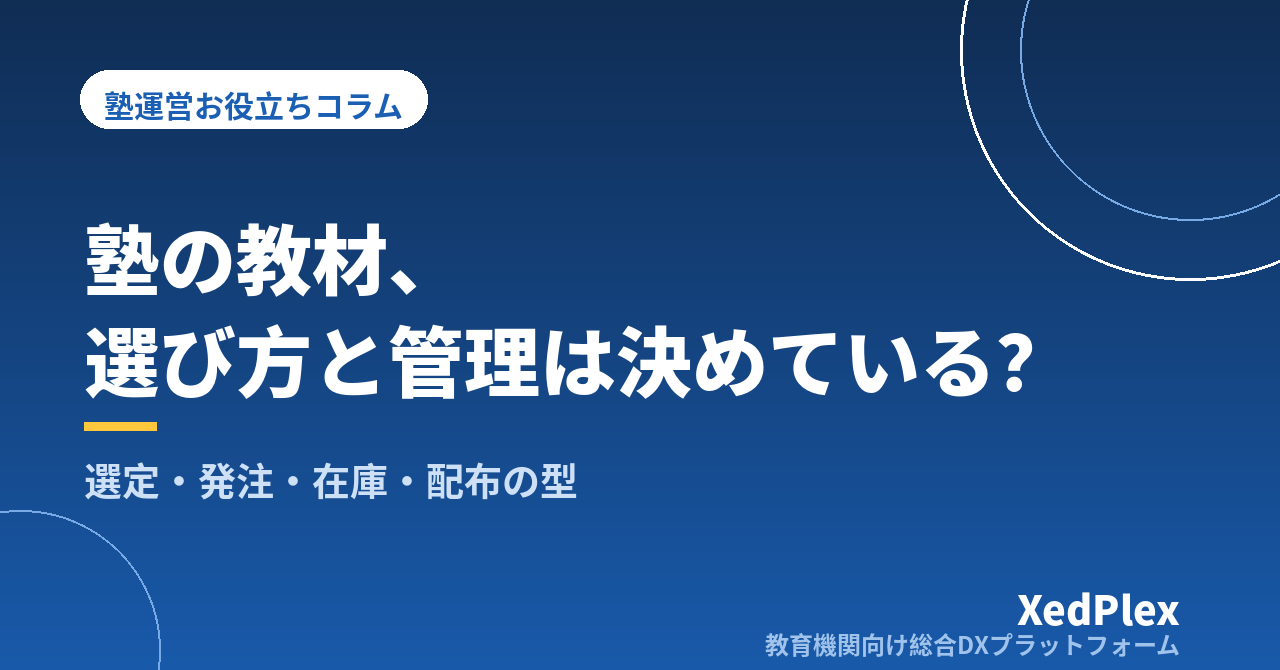 塾運営お役立ちコラム
塾の教材、
選び方と管理は決めている?
選定・発注・在庫・配布の型
XedPlex
教育機関向け総合DXプラットフォーム